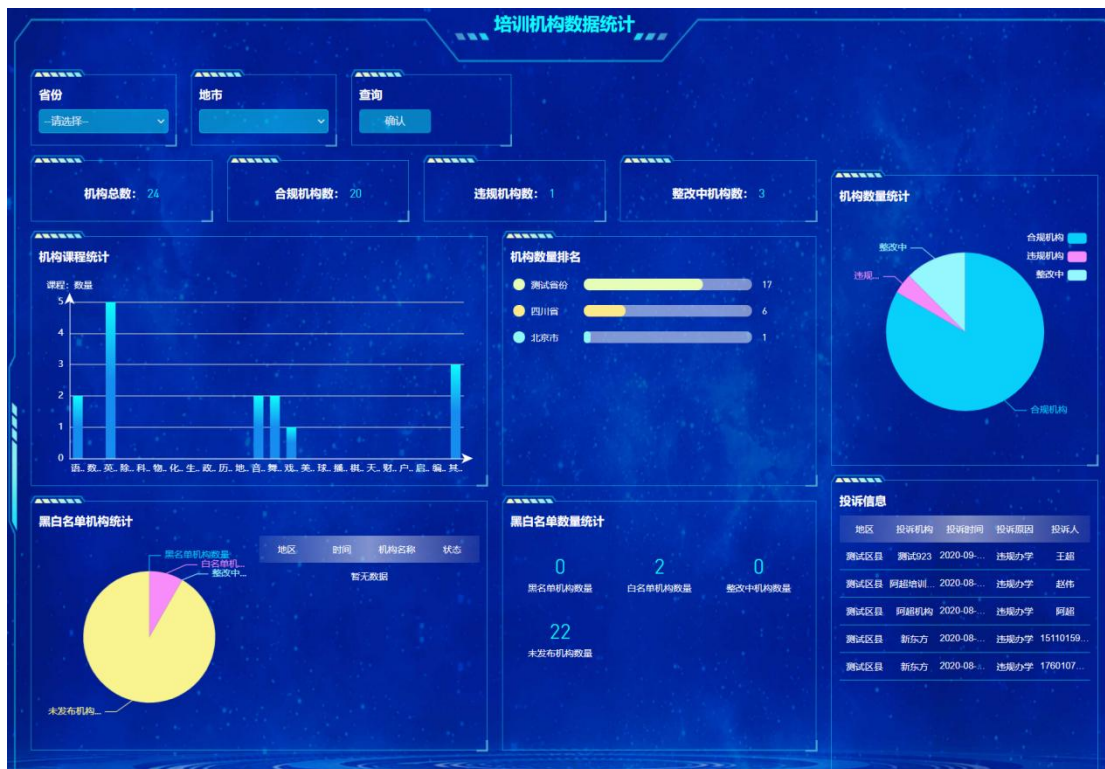 培训机构数据统计
省份
--请选择--
地市
查询
确认
机构总数： 24
合规机构数： 20
违规机构数： 1
整改中机构数： 3
机构课程统计
课程：数量
5
4
3
2
1
0
语... 数... 英... 除... 科... 物... 化... 生... 政... 历... 地... 音... 舞... 戏... 美... 球... 播... 棋... 天... 财... 户... 启... 编... 其...
机构数量排名
测试省份 17
四川省 6
北京市 1
机构数量统计
合规机构
违规机构
整改中
整改中
违规...
合规机构
黑白名单机构统计
黑名单机构数量
白名单机...
整改中...
未发布机构...
地区 时间 机构名称 状态
暂无数据
黑白名单数量统计
0 2 0
黑名单机构数量 白名单机构数量 整改中机构数量
22
未发布机构数量
投诉信息
地区 投诉机构 投诉时间 投诉原因 投诉人
测试区县 测试923 2020-09-... 违规办学 王超
测试区县 阿超培训... 2020-08-... 违规办学 赵伟
测试区县 阿超机构 2020-08-... 违规办学 阿超
测试区县 新东方 2020-08-... 违规办学 15110159...
测试区县 新东方 2020-08-... 违规办学 1760107...